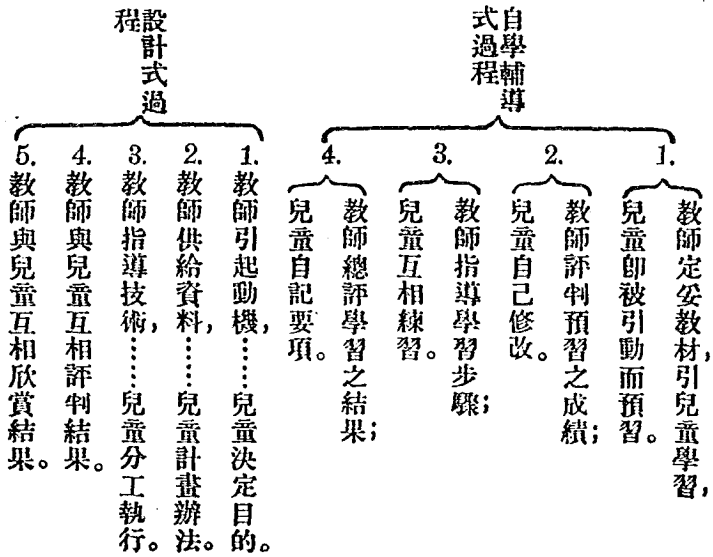 自學輔導
式過程
1.
教師定妥教材,引兒童學習,
兒童卽被引動而預習。
2.
教師評判預習之成績;
兒童自己修改。
3.
教師指導學習步驟;
兒童互相練習。
4.
教師總評學習之結果;
兒童自記要項。
設計式過
程
1.教師引起動機,……兒童決定目的。
2.教師供給資料,……兒童計畫辦法。
3.教師指導技術,……兒童分工執行。
4.教師與兒童互相評判結果。
5.教師與兒童互相欣賞結果。